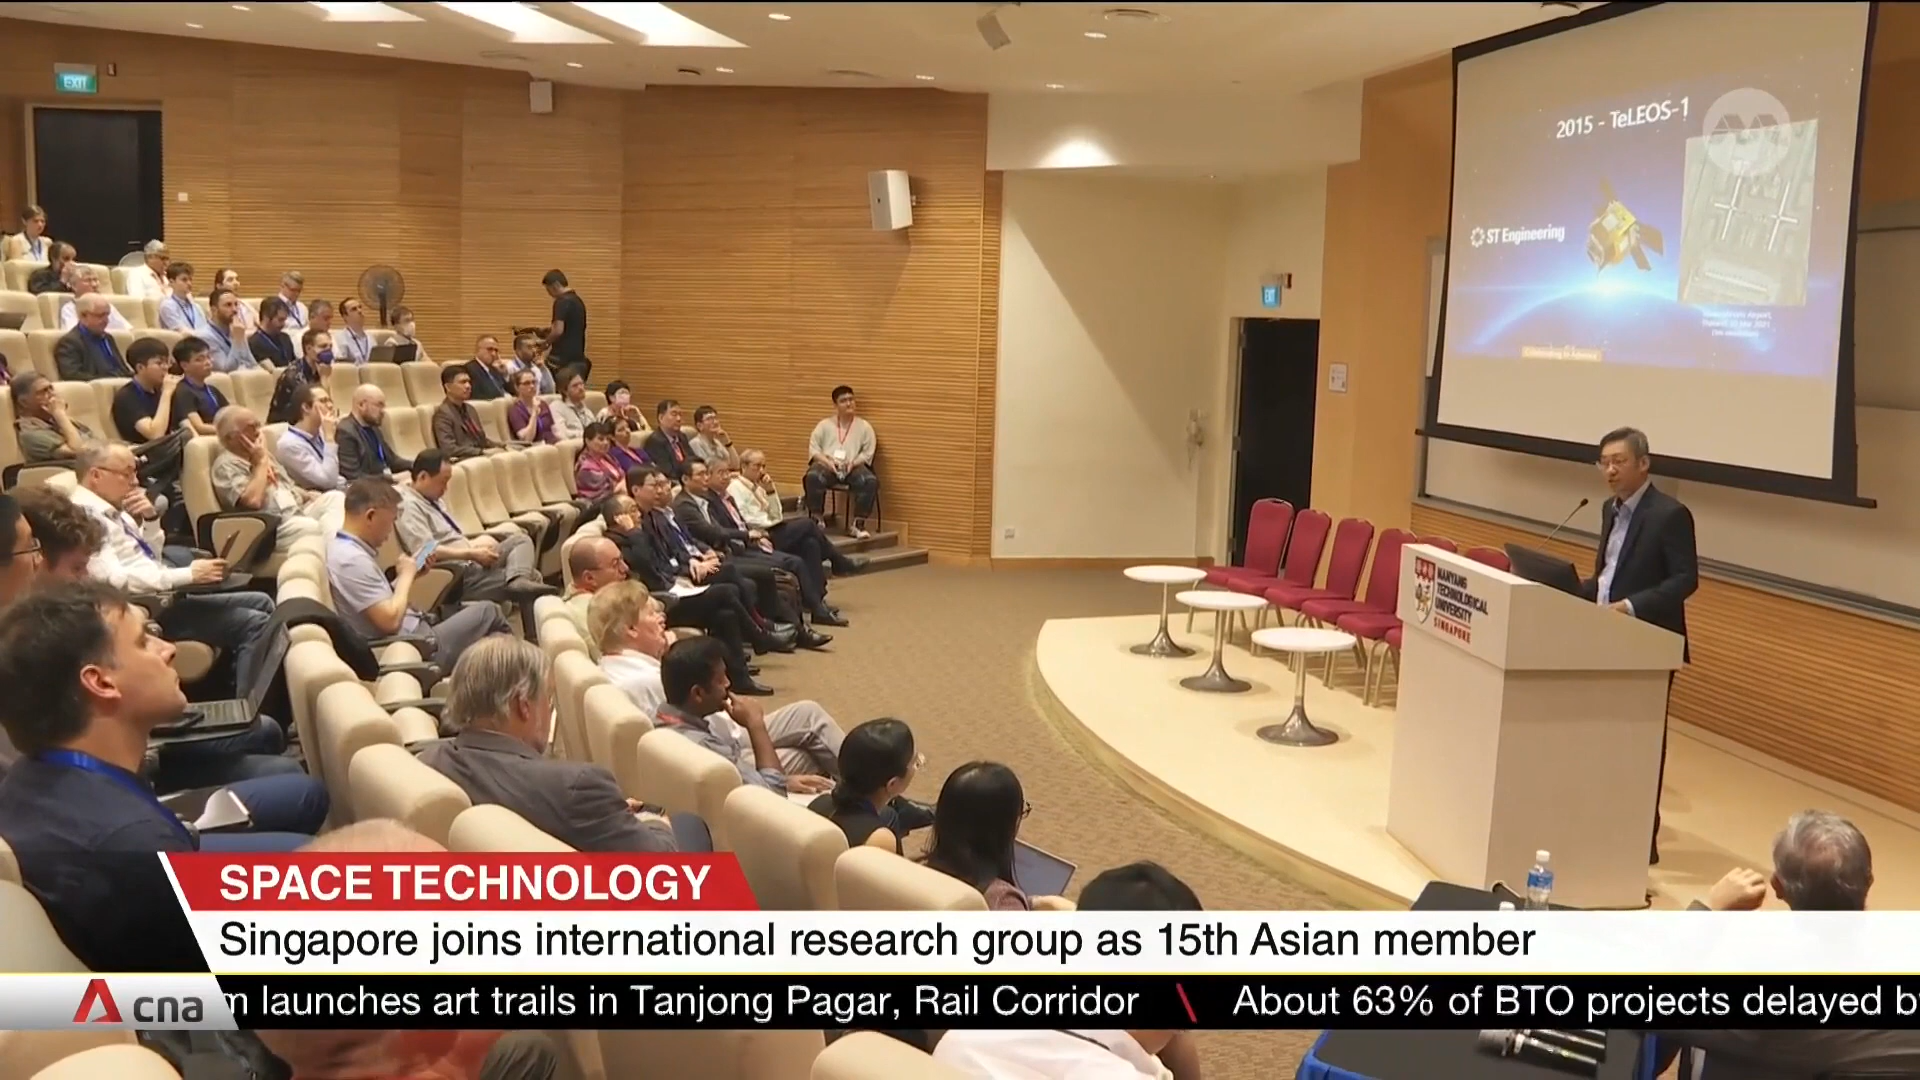 EXIT
2015 - TeLEOS-1
ST Engineering
EXIT
NANYANG
TECHNOLOGICAL
UNIVERSITY
SINGAPORE
SPACE TECHNOLOGY
Singapore joins international research group as 15th Asian member
cna
m launches art trails in Tanjong Pagar, Rail Corridor \ About 63% of BTO projects delayed b